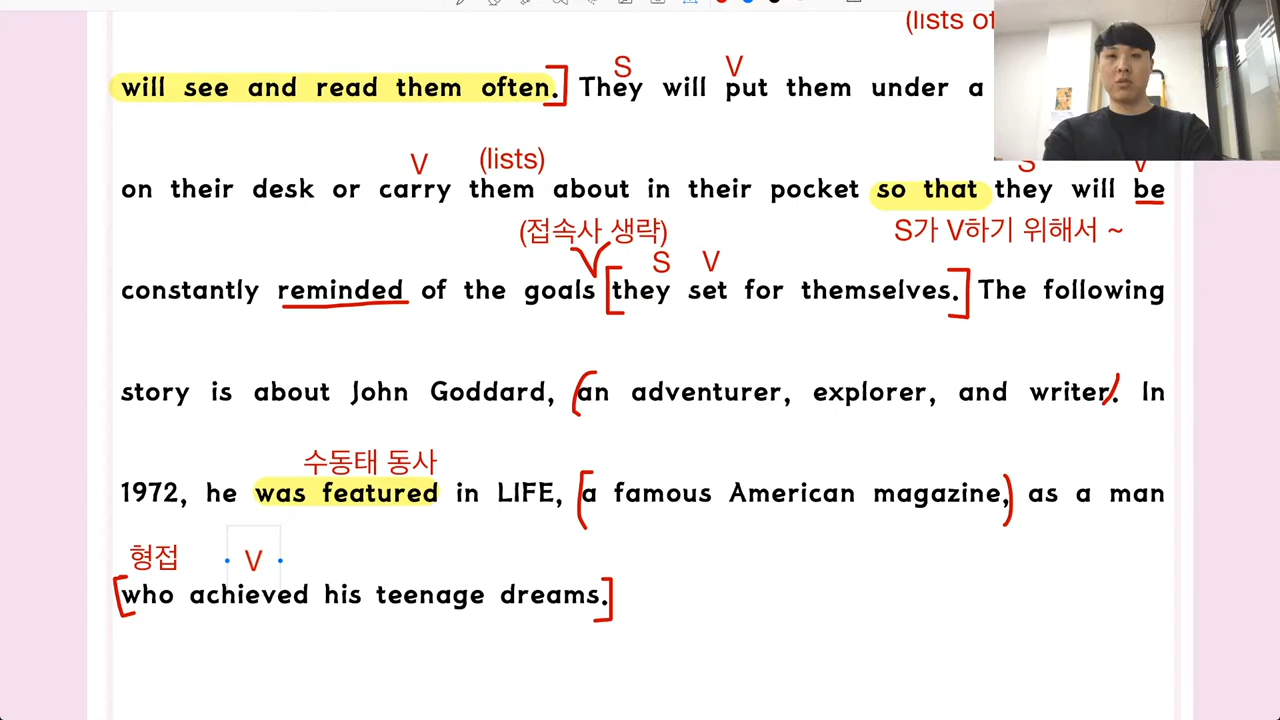 (lists of
S V
will see and read them often.] They will put them under a
V (lists) S V
on their desk or carry them about in their pocket so that they will be
(접속사 생략) S가 V하기 위해서 ~
S V
constantly reminded of the goals [they set for themselves.] The following
story is about John Goddard, (an adventurer, explorer, and writer). In
수동태 동사
1972, he was featured in LIFE, (a famous American magazine,) as a man
형접 V
[who achieved his teenage dreams.]